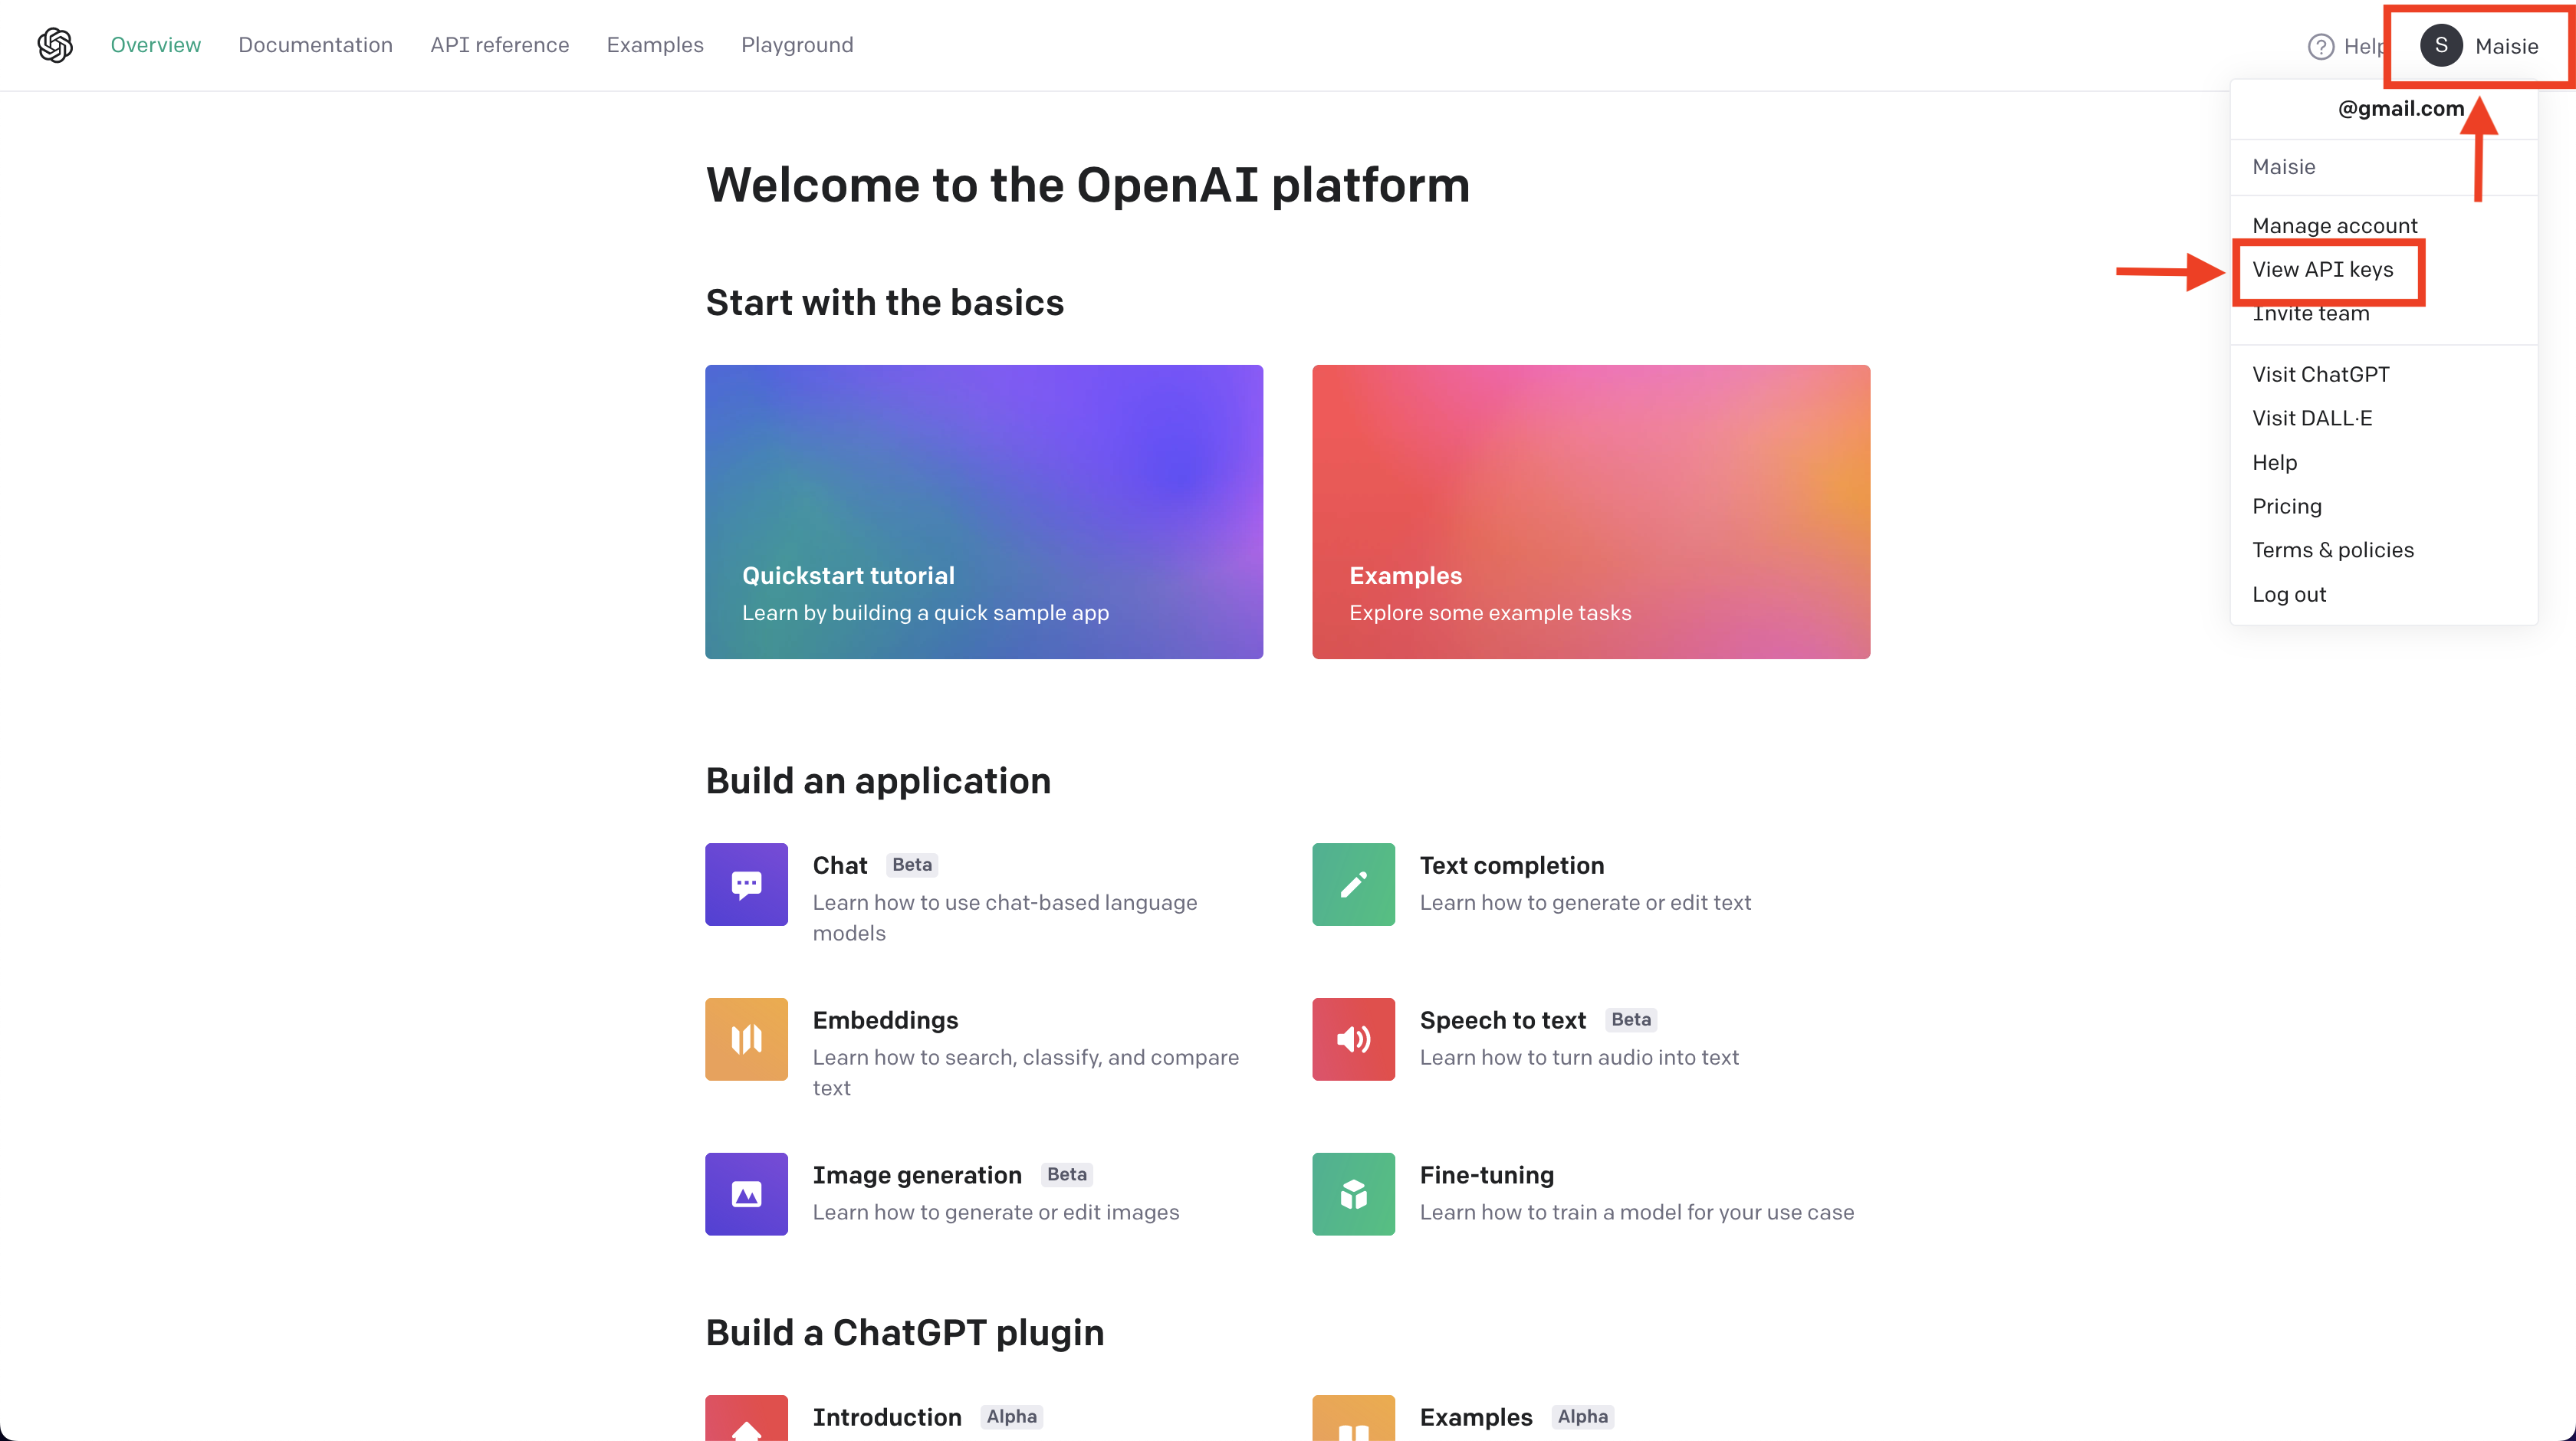 Overview Documentation API reference Examples Playground
Help
S Maisie
@gmail.com
Maisie
Manage account
View API keys
Invite team
Visit ChatGPT
Visit DALL·E
Help
Pricing
Terms & policies
Log out
Welcome to the OpenAI platform
Start with the basics
Quickstart tutorial
Learn by building a quick sample app
Examples
Explore some example tasks
Build an application
Chat Beta
Learn how to use chat-based language
models
Text completion
Learn how to generate or edit text
Embeddings
Learn how to search, classify, and compare
text
Speech to text Beta
Learn how to turn audio into text
Image generation Beta
Learn how to generate or edit images
Fine-tuning
Learn how to train a model for your use case
Build a ChatGPT plugin
Introduction Alpha
Examples Alpha